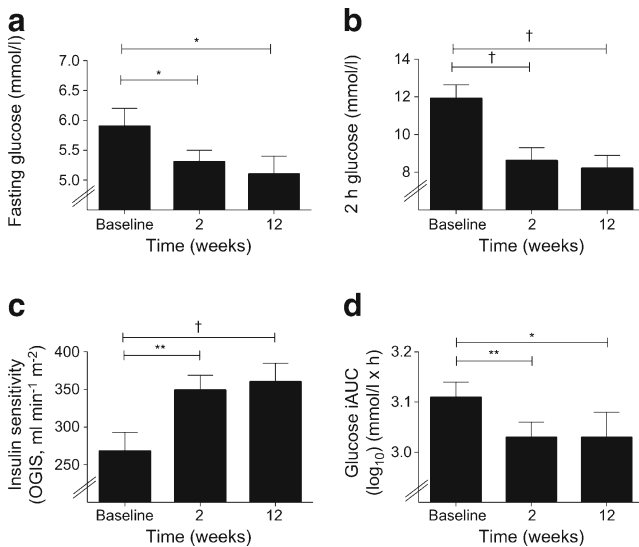 a
Fasting glucose (mmol/l)
7.0
6.5
6.0
5.5
5.0
*
*
Baseline 2 12
Time (weeks)
b
2 h glucose (mmol/l)
14
12
10
8
†
†
Baseline 2 12
Time (weeks)
c
Insulin sensitivity
(OGIS, ml min⁻¹ m⁻²)
400
350
300
250
†
**
Baseline 2 12
Time (weeks)
d
Glucose iAUC
(log₁₀) (mmol/l x h)
3.2
3.1
3.0
*
**
Baseline 2 12
Time (weeks)